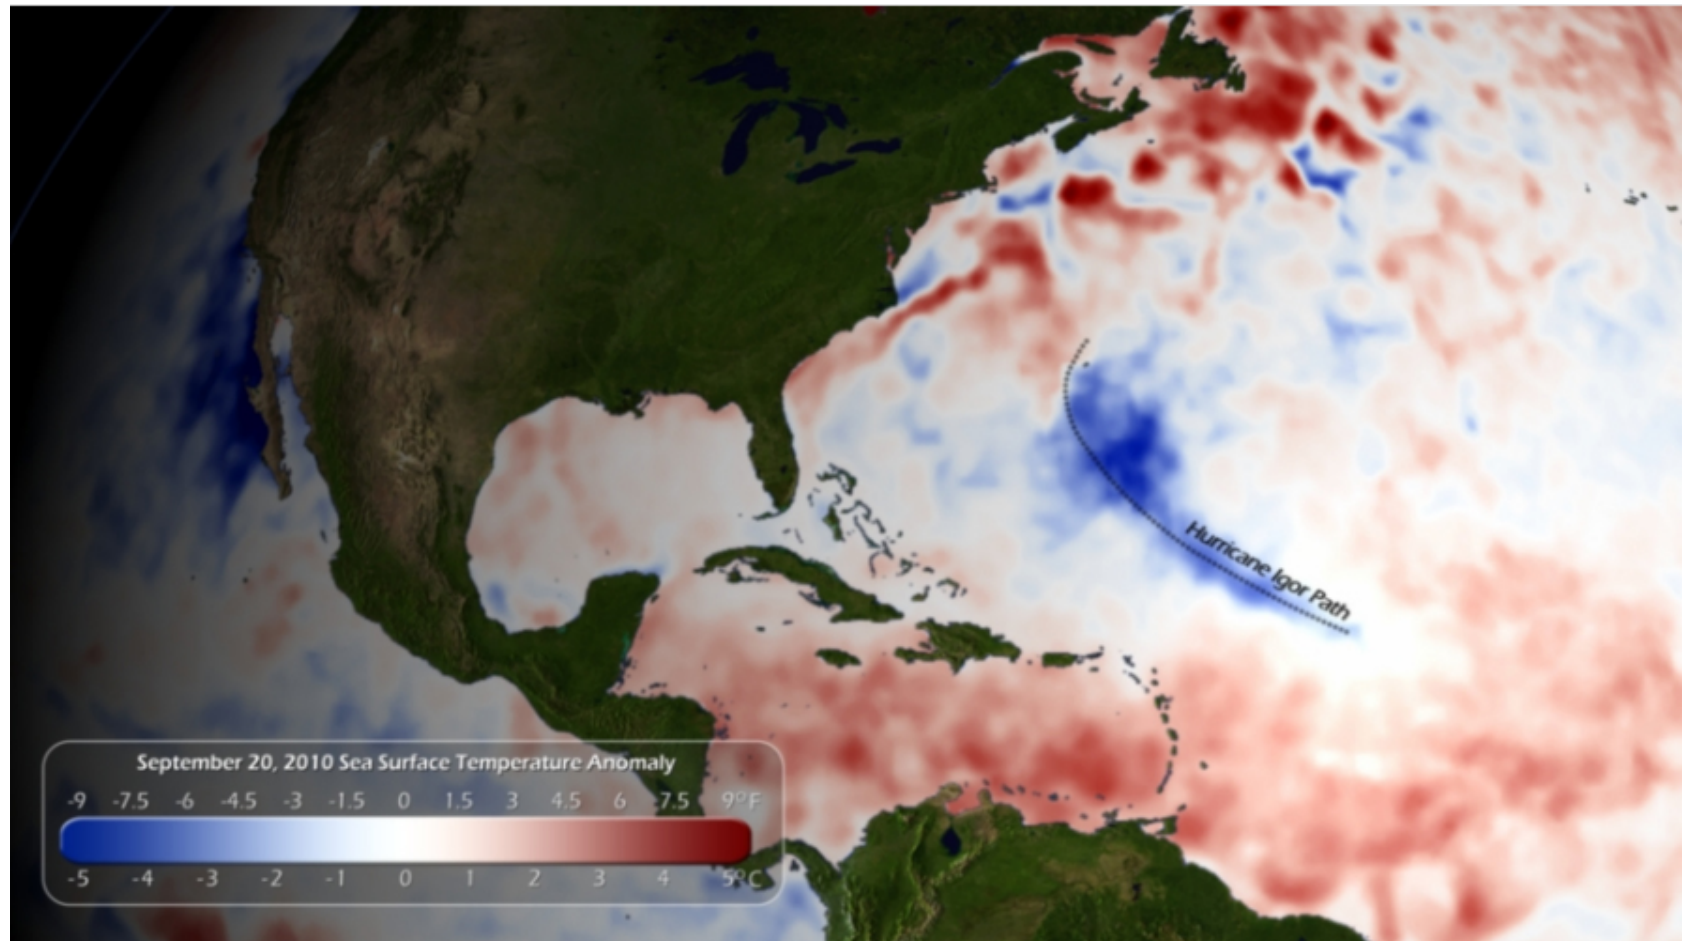 Hurricane Igor Path
September 20, 2010 Sea Surface Temperature Anomaly
-9 -7.5 -6 -4.5 -3 -1.5 0 1.5 3 4.5 6 7.5 9°F
-5 -4 -3 -2 -1 0 1 2 3 4 5°C